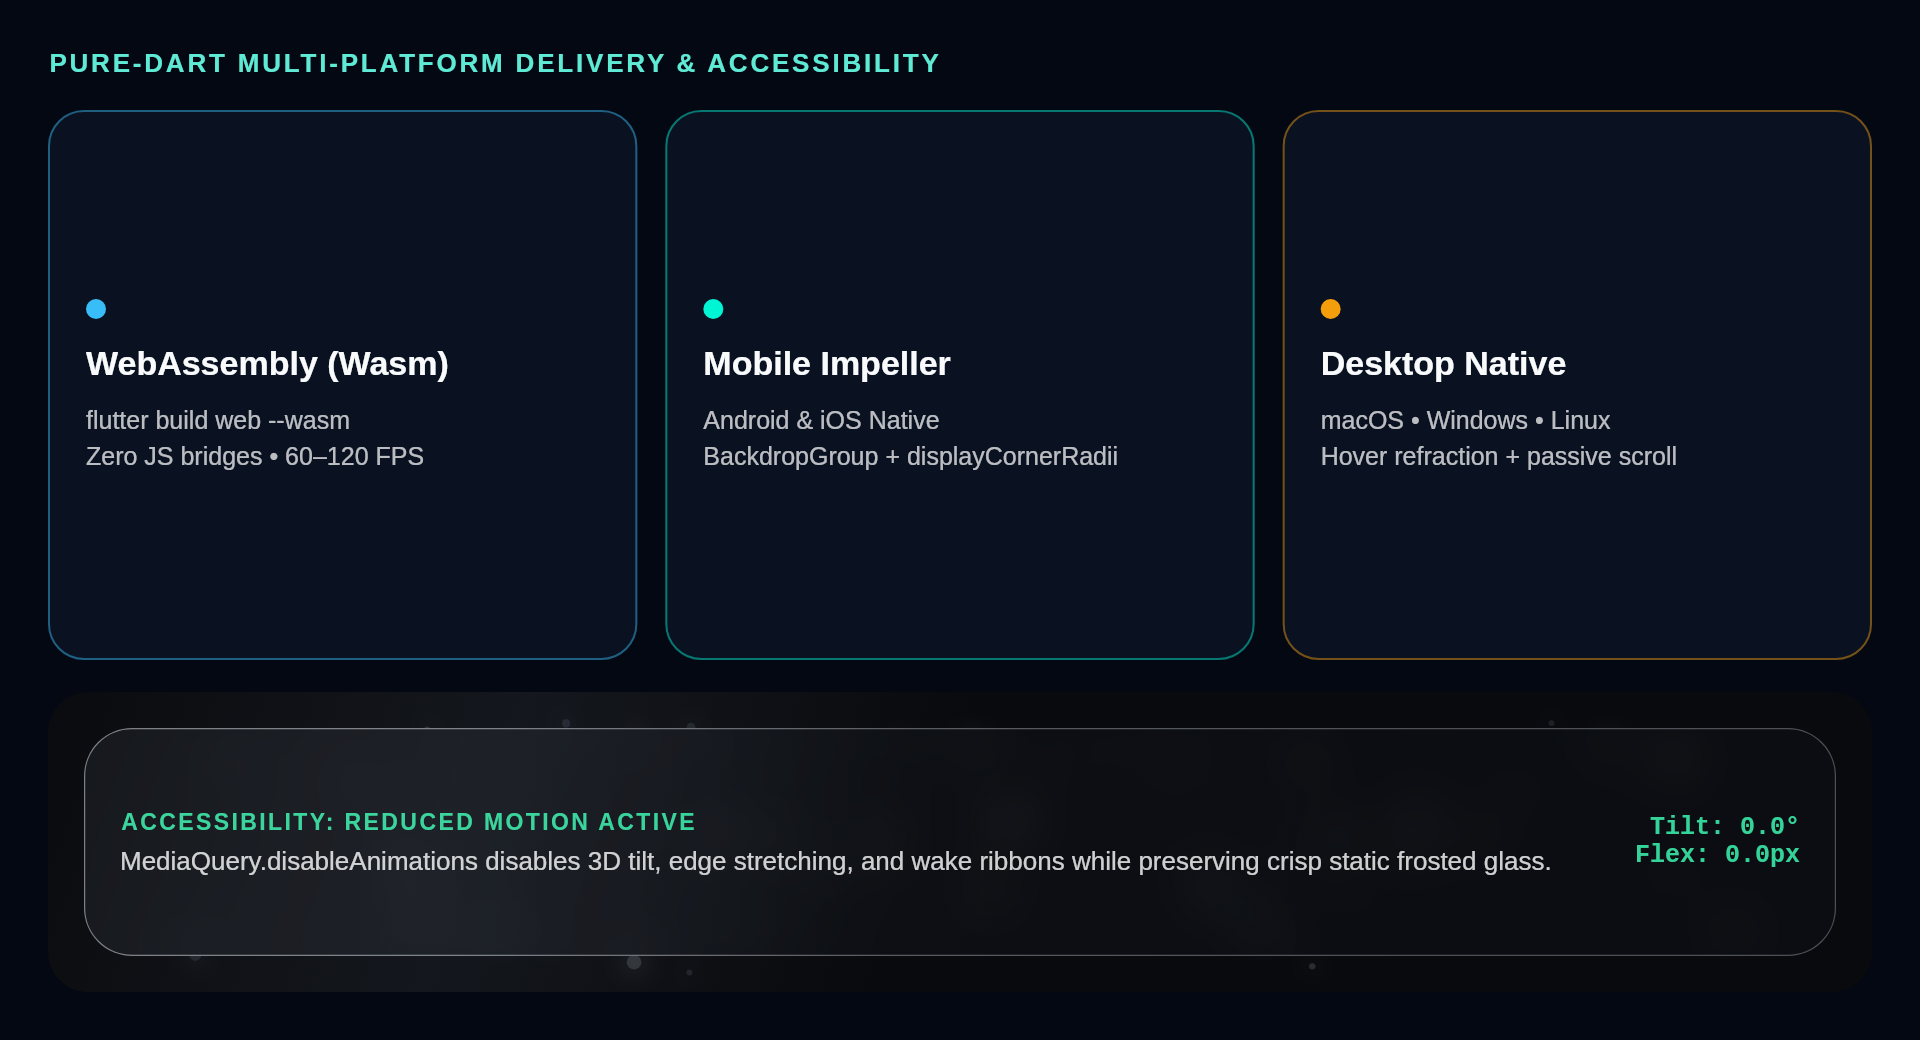 PURE-DART MULTI-PLATFORM DELIVERY & ACCESSIBILITY
WebAssembly (Wasm)
flutter build web --wasm
Zero JS bridges • 60–120 FPS
Mobile Impeller
Android & iOS Native
BackdropGroup + displayCornerRadii
Desktop Native
macOS • Windows • Linux
Hover refraction + passive scroll
ACCESSIBILITY: REDUCED MOTION ACTIVE
MediaQuery.disableAnimations disables 3D tilt, edge stretching, and wake ribbons while preserving crisp static frosted glass.
Tilt: 0.0°
Flex: 0.0px